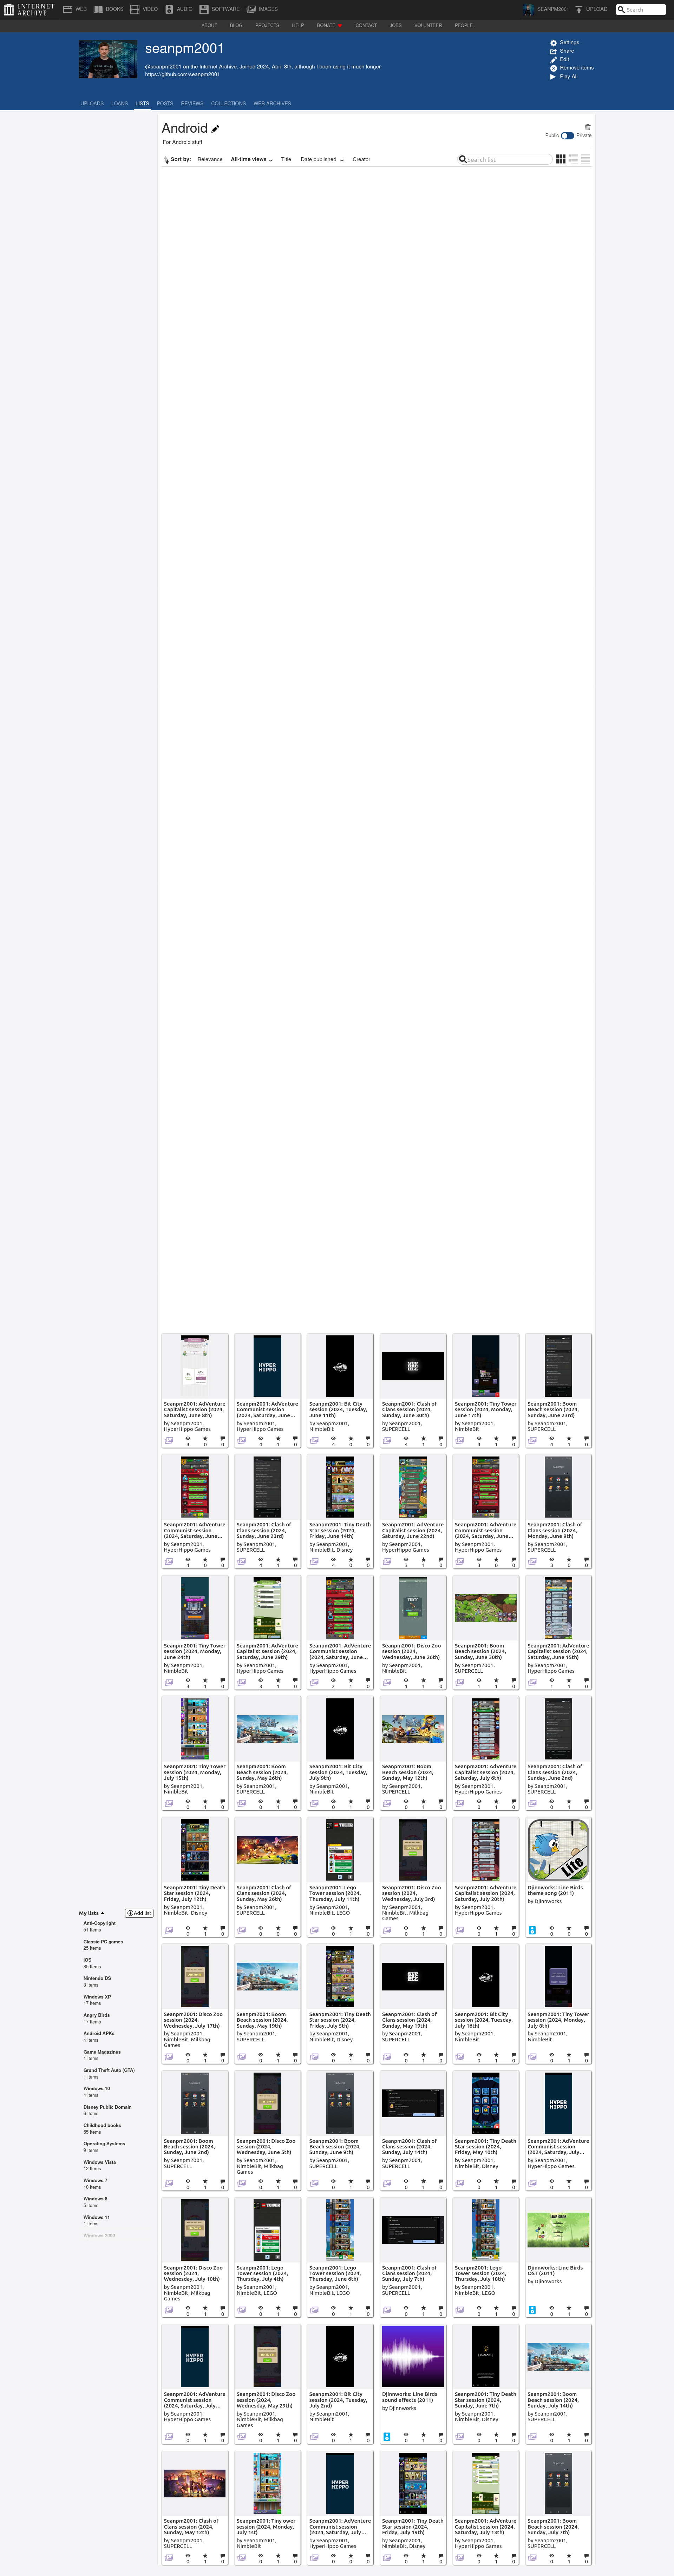 INTERNET ARCHIVE
WEB BOOKS VIDEO AUDIO SOFTWARE IMAGES SEANPM2001 UPLOAD Search
ABOUT BLOG PROJECTS HELP DONATE CONTACT JOBS VOLUNTEER PEOPLE
seanpm2001
@seanpm2001 on the Internet Archive. Joined 2024, April 8th, although I been using it much longer.
https://github.com/seanpm2001
Settings
Share
Edit
Remove items
Play All
UPLOADS LOANS LISTS POSTS REVIEWS COLLECTIONS WEB ARCHIVES
Android
For Android stuff
Public Private
Sort by: Relevance All-time views Title Date published Creator
Search list
My lists
Add list
Anti-Copyright
51 items
Classic PC games
25 items
iOS
85 items
Nintendo DS
3 items
Windows XP
17 items
Angry Birds
17 items
Android APKs
4 items
Game Magazines
1 items
Grand Theft Auto (GTA)
1 items
Windows 10
4 items
Disney Public Domain
6 items
Childhood books
55 items
Operating Systems
9 items
Windows Vista
12 items
Windows 7
10 items
Windows 8
5 items
Windows 11
1 items
Windows 2000
Seanpm2001: AdVenture Capitalist session (2024, Saturday, June 8th)
by Seanpm2001, HyperHippo Games
Seanpm2001: AdVenture Communist session (2024, Saturday, June...
by Seanpm2001, HyperHippo Games
Seanpm2001: Bit City session (2024, Tuesday, June 11th)
by Seanpm2001, NimbleBit
Seanpm2001: Clash of Clans session (2024, Sunday, June 30th)
by Seanpm2001, SUPERCELL
Seanpm2001: Tiny Tower session (2024, Monday, June 17th)
by Seanpm2001, NimbleBit
Seanpm2001: Boom Beach session (2024, Sunday, June 23rd)
by Seanpm2001, SUPERCELL
Seanpm2001: AdVenture Communist session (2024, Saturday, June...
by Seanpm2001, HyperHippo Games
Seanpm2001: Clash of Clans session (2024, Sunday, June 23rd)
by Seanpm2001, SUPERCELL
Seanpm2001: Tiny Death Star session (2024, Friday, June 14th)
by Seanpm2001, NimbleBit, Disney
Seanpm2001: AdVenture Capitalist session (2024, Saturday, June 22nd)
by Seanpm2001, HyperHippo Games
Seanpm2001: AdVenture Communist session (2024, Saturday, June...
by Seanpm2001, HyperHippo Games
Seanpm2001: Clash of Clans session (2024, Monday, June 9th)
by Seanpm2001, SUPERCELL
Seanpm2001: Tiny Tower session (2024, Monday, June 24th)
by Seanpm2001, NimbleBit
Seanpm2001: AdVenture Capitalist session (2024, Saturday, June 29th)
by Seanpm2001, HyperHippo Games
Seanpm2001: AdVenture Communist session (2024, Saturday, June...
by Seanpm2001, HyperHippo Games
Seanpm2001: Disco Zoo session (2024, Wednesday, June 26th)
by Seanpm2001, NimbleBit
Seanpm2001: Boom Beach session (2024, Sunday, June 30th)
by Seanpm2001, SUPERCELL
Seanpm2001: AdVenture Capitalist session (2024, Saturday, June 15th)
by Seanpm2001, HyperHippo Games
Seanpm2001: Tiny Tower session (2024, Monday, July 15th)
by Seanpm2001, NimbleBit
Seanpm2001: Boom Beach session (2024, Sunday, May 26th)
by Seanpm2001, SUPERCELL
Seanpm2001: Bit City session (2024, Tuesday, July 9th)
by Seanpm2001, NimbleBit
Seanpm2001: Boom Beach session (2024, Sunday, May 12th)
by Seanpm2001, SUPERCELL
Seanpm2001: AdVenture Capitalist session (2024, Saturday, July 6th)
by Seanpm2001, HyperHippo Games
Seanpm2001: Clash of Clans session (2024, Sunday, June 2nd)
by Seanpm2001, SUPERCELL
Seanpm2001: Tiny Death Star session (2024, Friday, July 12th)
by Seanpm2001, NimbleBit, Disney
Seanpm2001: Clash of Clans session (2024, Sunday, May 26th)
by Seanpm2001, SUPERCELL
Seanpm2001: Lego Tower session (2024, Thursday, July 11th)
by Seanpm2001, NimbleBit, LEGO
Seanpm2001: Disco Zoo session (2024, Wednesday, July 3rd)
by Seanpm2001, NimbleBit, Milkbag Games
Seanpm2001: AdVenture Capitalist session (2024, Saturday, July 20th)
by Seanpm2001, HyperHippo Games
Djinnworks: Line Birds theme song (2011)
by Djinnworks
Seanpm2001: Disco Zoo session (2024, Wednesday, July 17th)
by Seanpm2001, NimbleBit, Milkbag Games
Seanpm2001: Boom Beach session (2024, Sunday, May 19th)
by Seanpm2001, SUPERCELL
Seanpm2001: Tiny Death Star session (2024, Friday, July 5th)
by Seanpm2001, NimbleBit, Disney
Seanpm2001: Clash of Clans session (2024, Sunday, May 19th)
by Seanpm2001, SUPERCELL
Seanpm2001: Bit City session (2024, Tuesday, July 16th)
by Seanpm2001, NimbleBit
Seanpm2001: Tiny Tower session (2024, Monday, July 8th)
by Seanpm2001, NimbleBit
Seanpm2001: Boom Beach session (2024, Sunday, June 2nd)
by Seanpm2001, SUPERCELL
Seanpm2001: Disco Zoo session (2024, Wednesday, June 5th)
by Seanpm2001, NimbleBit, Milkbag Games
Seanpm2001: Boom Beach session (2024, Sunday, June 9th)
by Seanpm2001, SUPERCELL
Seanpm2001: Clash of Clans session (2024, Sunday, July 14th)
by Seanpm2001, SUPERCELL
Seanpm2001: Tiny Death Star session (2024, Friday, May 10th)
by Seanpm2001, NimbleBit, Disney
Seanpm2001: AdVenture Communist session (2024, Saturday, July...
by Seanpm2001, HyperHippo Games
Seanpm2001: Disco Zoo session (2024, Wednesday, July 10th)
by Seanpm2001, NimbleBit, Milkbag Games
Seanpm2001: Lego Tower session (2024, Thursday, July 4th)
by Seanpm2001, NimbleBit, LEGO
Seanpm2001: Lego Tower session (2024, Thursday, June 6th)
by Seanpm2001, NimbleBit, LEGO
Seanpm2001: Clash of Clans session (2024, Sunday, July 7th)
by Seanpm2001, SUPERCELL
Seanpm2001: Lego Tower session (2024, Thursday, July 18th)
by Seanpm2001, NimbleBit, LEGO
Djinnworks: Line Birds OST (2011)
by Djinnworks
Seanpm2001: AdVenture Communist session (2024, Saturday, July...
by Seanpm2001, HyperHippo Games
Seanpm2001: Disco Zoo session (2024, Wednesday, May 29th)
by Seanpm2001, NimbleBit, Milkbag Games
Seanpm2001: Bit City session (2024, Tuesday, July 2nd)
by Seanpm2001, NimbleBit
Djinnworks: Line Birds sound effects (2011)
by Djinnworks
Seanpm2001: Tiny Death Star session (2024, Sunday, June 7th)
by Seanpm2001, NimbleBit, Disney
Seanpm2001: Boom Beach session (2024, Sunday, July 14th)
by Seanpm2001, SUPERCELL
Seanpm2001: Clash of Clans session (2024, Sunday, May 12th)
by Seanpm2001, SUPERCELL
Seanpm2001: Tiny ower session (2024, Monday, July 1st)
by Seanpm2001, NimbleBit
Seanpm2001: AdVenture Communist session (2024, Saturday, July...
by Seanpm2001, HyperHippo Games
Seanpm2001: Tiny Death Star session (2024, Friday, July 19th)
by Seanpm2001, NimbleBit, Disney
Seanpm2001: AdVenture Capitalist session (2024, Saturday, July 13th)
by Seanpm2001, HyperHippo Games
Seanpm2001: Boom Beach session (2024, Sunday, July 7th)
by Seanpm2001, SUPERCELL